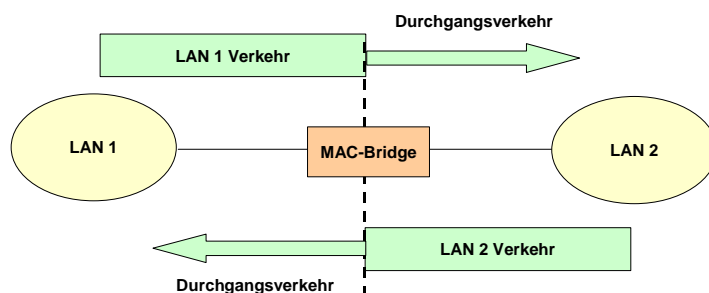 Durchgangsverkehr
LAN 1 Verkehr
LAN 1
MAC-Bridge
LAN 2
LAN 2 Verkehr
Durchgangsverkehr